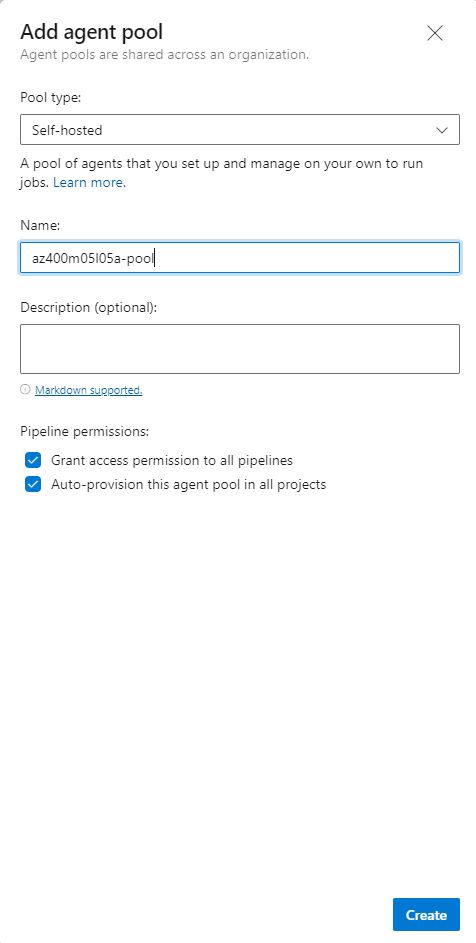 Add agent pool
Agent pools are shared across an organization.
Pool type:
Self-hosted
A pool of agents that you set up and manage on your own to run
jobs. Learn more.
Name:
az400m05l05a-pool
Description (optional):
Markdown supported.
Pipeline permissions:
Grant access permission to all pipelines
Auto-provision this agent pool in all projects
Create